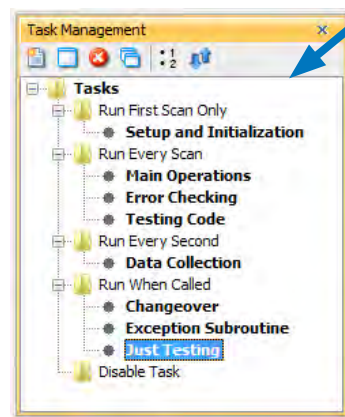 Task Management
Tasks
Run First Scan Only
Setup and Initialization
Run Every Scan
Main Operations
Error Checking
Testing Code
Run Every Second
Data Collection
Run When Called
Changeover
Exception Subroutine
Just Testing
Disable Task